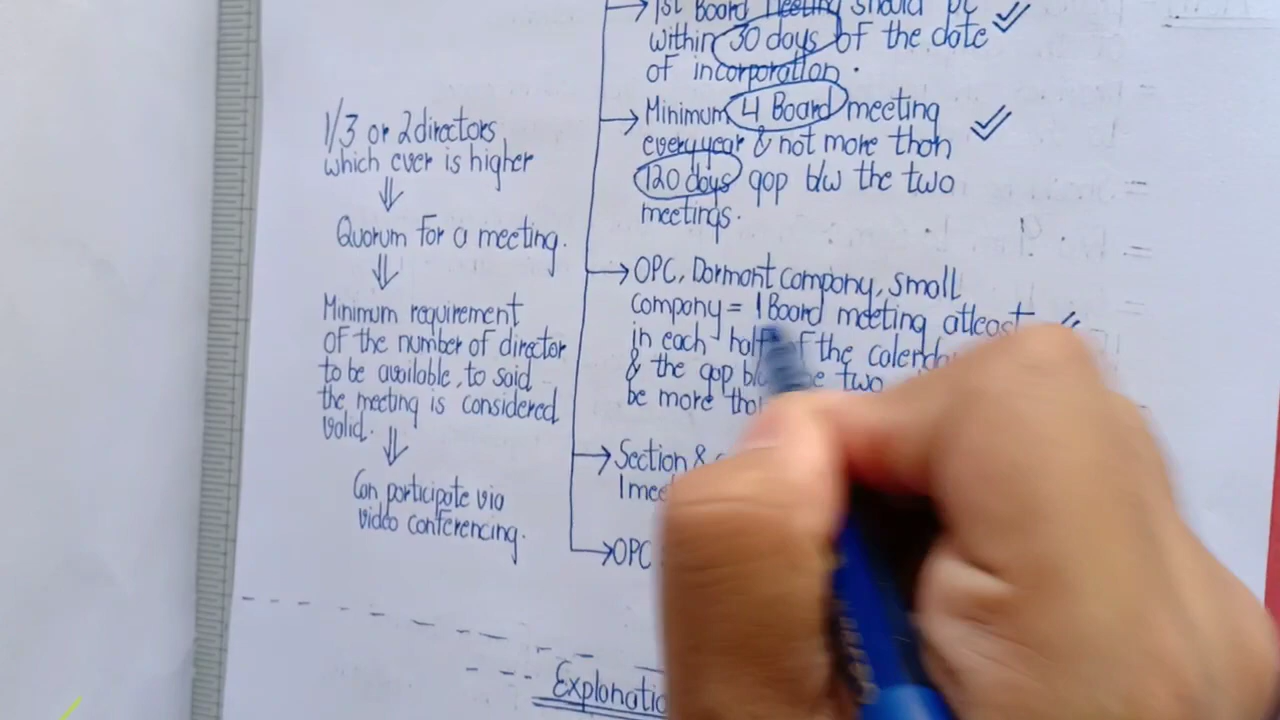 1/3 or 2 directors
which ever is higher
Quorum for a meeting.
Minimum requirement
of the number of director
to be available, to said
the meeting is considered
valid.
Can participate via
video conferencing.
1st Board Meeting should be
within 30 days of the date
of incorporation.
Minimum 4 Board meeting
every year & not more than
120 days gap b/w the two
meetings.
OPC, Dormant company, small
company = 1 Board meeting atleast
in each half of the
& the gap two
be more
Section 8
OPC